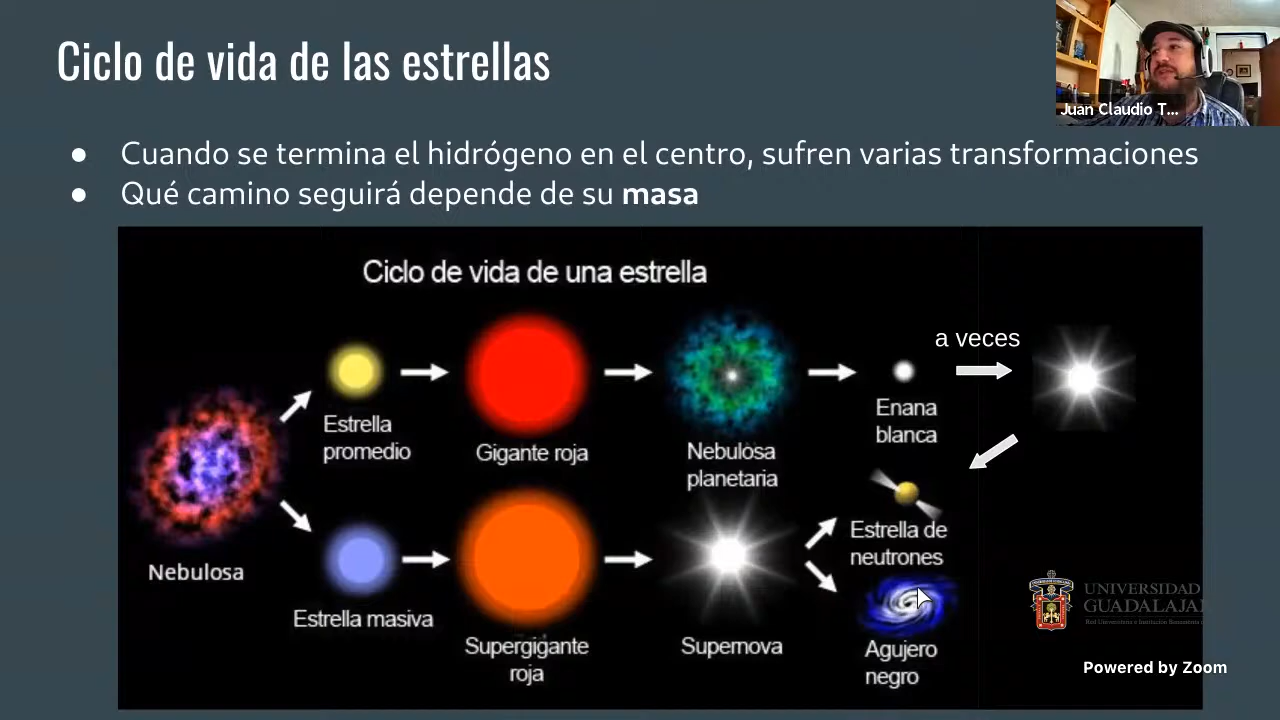 Ciclo de vida de las estrellas
Juan Claudio T...
● Cuando se termina el hidrógeno en el centro, sufren varias transformaciones
● Qué camino seguirá depende de su masa
Ciclo de vida de una estrella
a veces
Estrella
promedio
Gigante roja
Nebulosa
planetaria
Enana
blanca
Nebulosa
Estrella masiva
Supergigante
roja
Supernova
Estrella de
neutrones
Agujero
negro
UNIVERSIDAD
GUADALAJA
Powered by Zoom